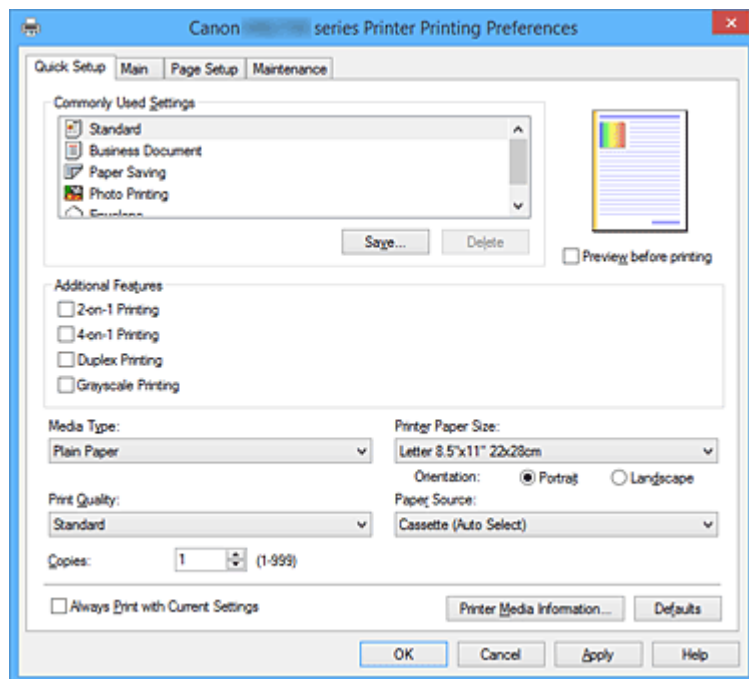 Canon series Printer Printing Preferences
Quick Setup Main Page Setup Maintenance
Commonly Used Settings
Standard
Business Document
Paper Saving
Photo Printing
Envelope
Save... Delete
Preview before printing
Additional Features
2-on-1 Printing
4-on-1 Printing
Duplex Printing
Grayscale Printing
Media Type: Printer Paper Size:
Plain Paper Letter 8.5"x11" 22x28cm
Orientation: Portrait Landscape
Print Quality: Paper Source:
Standard Cassette (Auto Select)
Copies: 1 (1-999)
Always Print with Current Settings Printer Media Information... Defaults
OK Cancel Apply Help